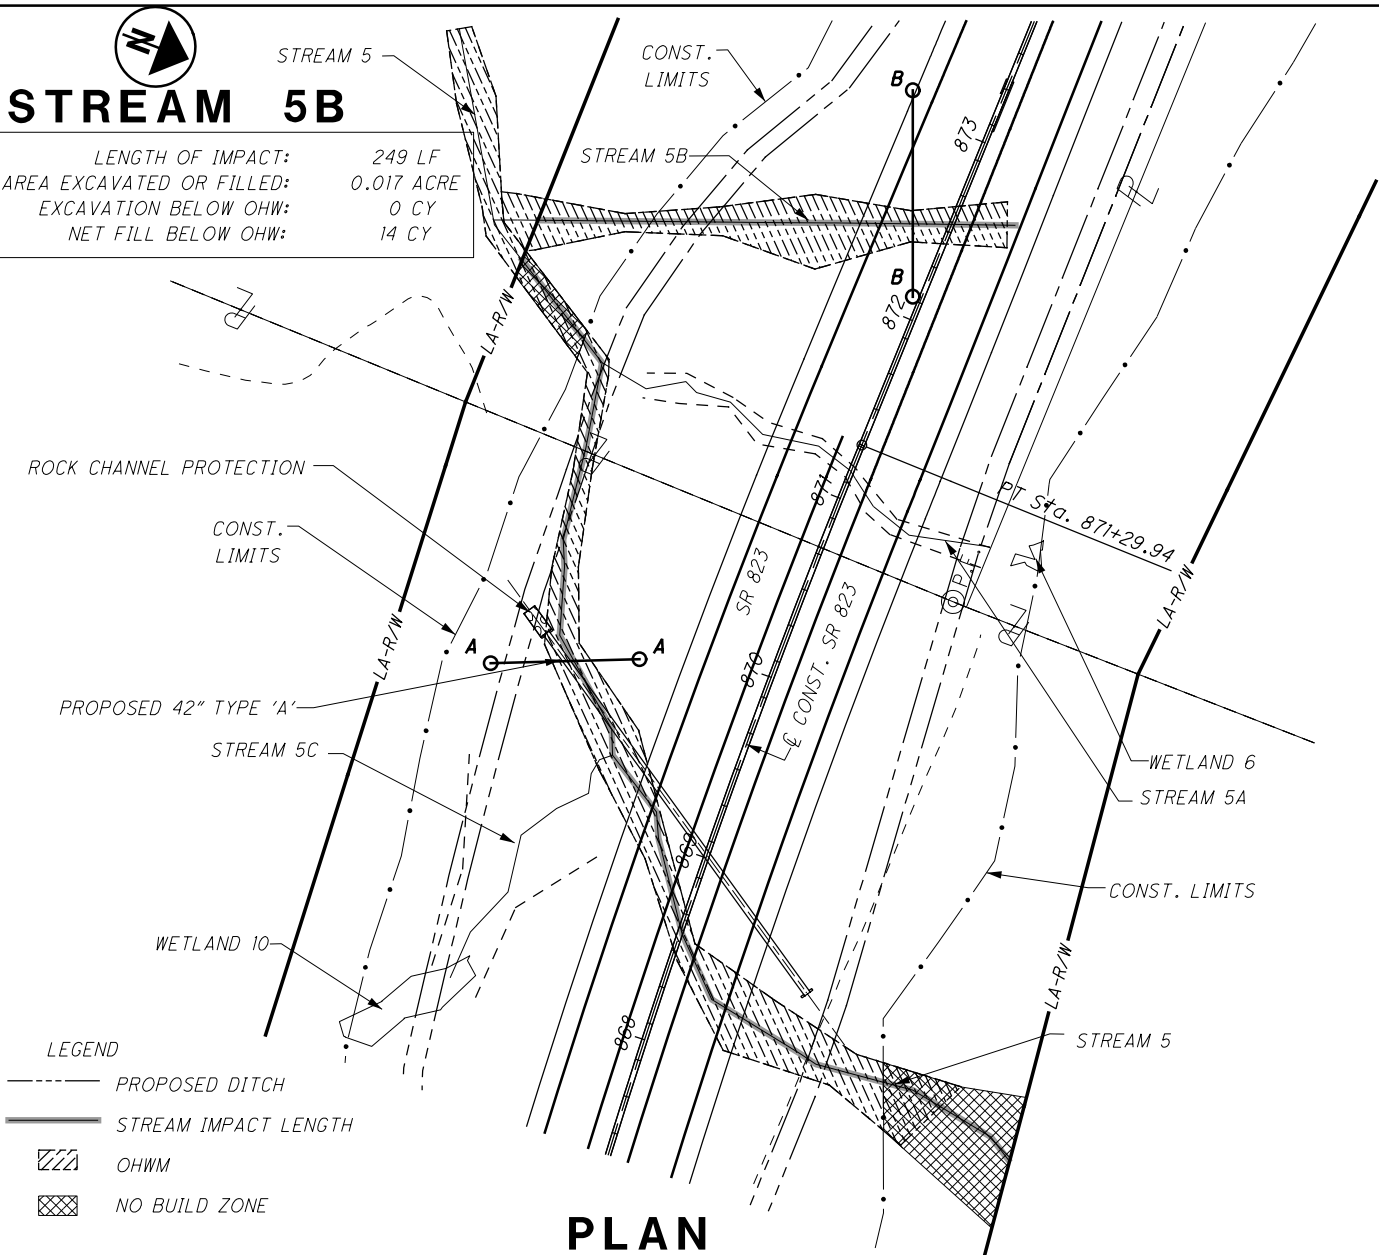 N
STREAM 5B
LENGTH OF IMPACT: 249 LF
AREA EXCAVATED OR FILLED: 0.017 ACRE
EXCAVATION BELOW OHW: 0 CY
NET FILL BELOW OHW: 14 CY
STREAM 5
CONST.
LIMITS
STREAM 5B
B
B
873
872
LA-R/W
ROCK CHANNEL PROTECTION
CONST.
LIMITS
871
PT Sta. 871+29.94
P.F.
SR 823
℄ CONST. SR 823
LA-R/W
LA-R/W
A
A
870
PROPOSED 42" TYPE 'A'
STREAM 5C
WETLAND 6
STREAM 5A
869
CONST. LIMITS
WETLAND 10
LA-R/W
868
STREAM 5
LEGEND
PROPOSED DITCH
STREAM IMPACT LENGTH
OHWM
NO BUILD ZONE
PLAN